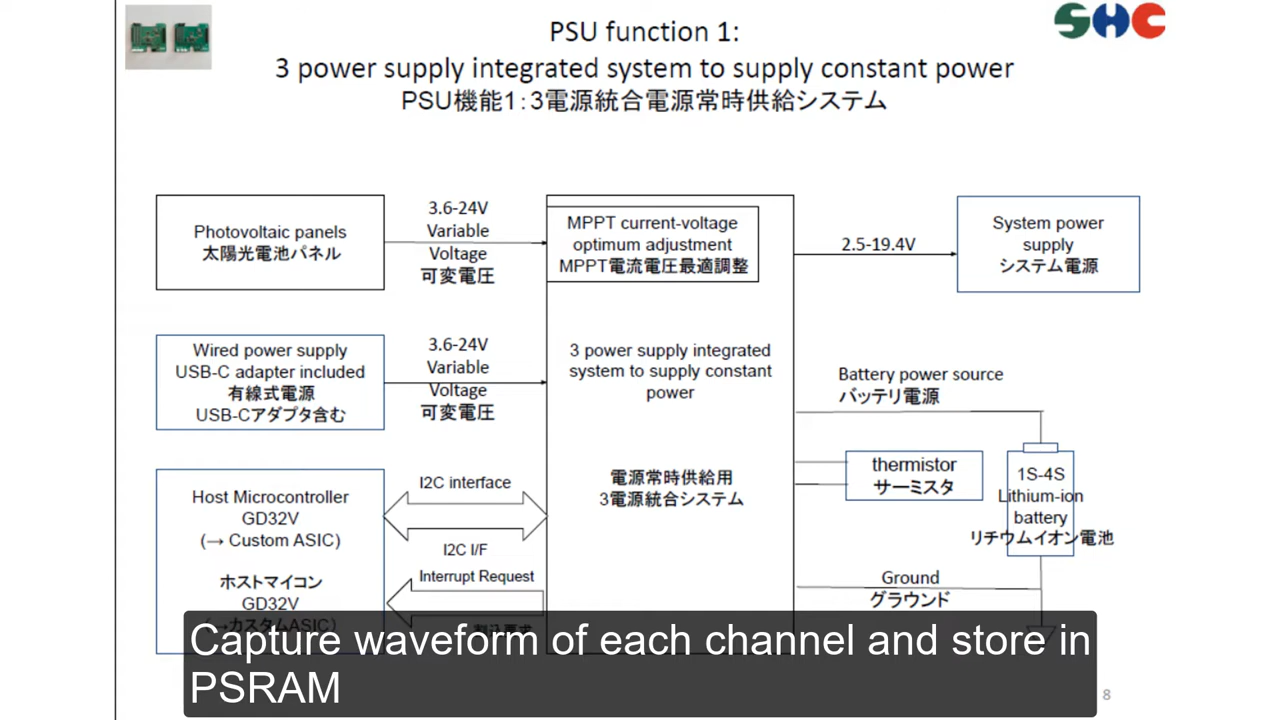 SHC
PSU function 1:
3 power supply integrated system to supply constant power
PSU機能1：3電源統合電源常時供給システム
Photovoltaic panels
太陽光電池パネル
3.6-24V
Variable
Voltage
可変電圧
MPPT current-voltage
optimum adjustment
MPPT電流電圧最適調整
2.5-19.4V
System power
supply
システム電源
Wired power supply
USB-C adapter included
有線式電源
USB-Cアダプタ含む
3.6-24V
Variable
Voltage
可変電圧
3 power supply integrated
system to supply constant
power
電源常時供給用
3電源統合システム
Battery power source
バッテリ電源
thermistor
サーミスタ
1S-4S
Lithium-ion
battery
リチウムイオン電池
Ground
グラウンド
Host Microcontroller
GD32V
(→ Custom ASIC)
ホストマイコン
GD32V
(→カスタムASIC)
I2C interface
I2C I/F
Interrupt Request
割込要求
Capture waveform of each channel and store in
PSRAM
8